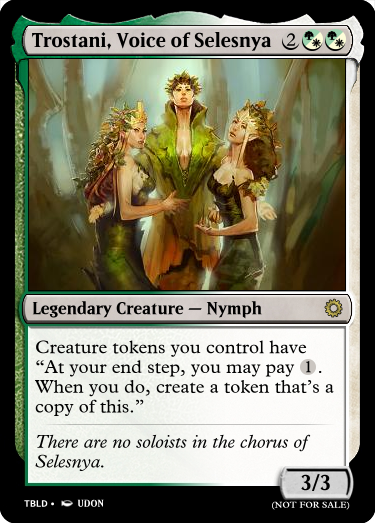 Trostani, Voice of Selesnya 2
Legendary Creature — Nymph
Creature tokens you control have
“At your end step, you may pay 1.
When you do, create a token that’s a
copy of this.”
There are no soloists in the chorus of
Selesnya.
3/3
TBLD • UDON
(NOT FOR SALE)